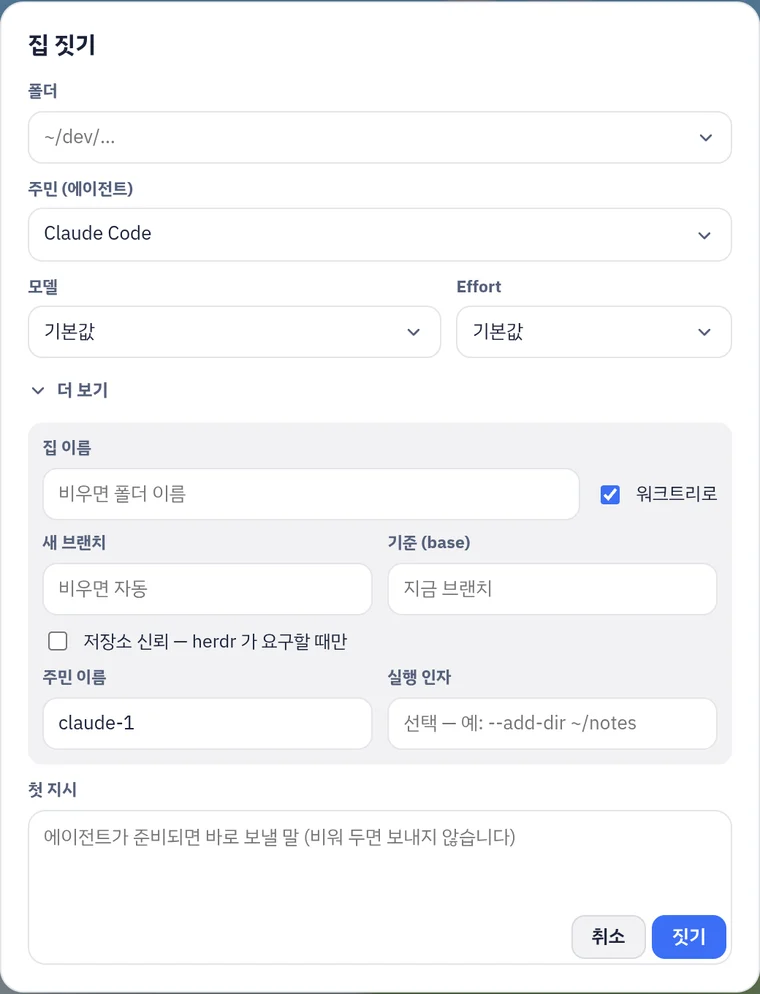 집 짓기
폴더
~/dev/...
주민 (에이전트)
Claude Code
모델
Effort
기본값
기본값
더 보기
집 이름
비우면 폴더 이름
워크트리로
새 브랜치
기준 (base)
비우면 자동
지금 브랜치
저장소 신뢰 — herdr 가 요구할 때만
주민 이름
실행 인자
claude-1
선택 — 예: --add-dir ~/notes
첫 지시
에이전트가 준비되면 바로 보낼 말 (비워 두면 보내지 않습니다)
취소
짓기